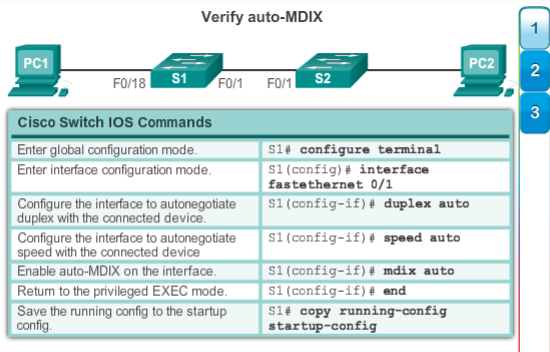 Verify auto-MDIX
1
PC1
PC2
2
F0/18
S1
F0/1
F0/1
S2
3
Cisco Switch IOS Commands
Enter global configuration mode.
S1# configure terminal
Enter interface configuration mode.
S1(config)# interface
fastethernet 0/1
Configure the interface to autonegotiate
duplex with the connected device.
S1(config-if)# duplex auto
Configure the interface to autonegotiate
speed with the connected device
S1(config-if)# speed auto
Enable auto-MDIX on the interface.
S1(config-if)# mdix auto
Return to the privileged EXEC mode.
S1(config-if)# end
Save the running config to the startup
config.
S1# copy running-config
startup-config